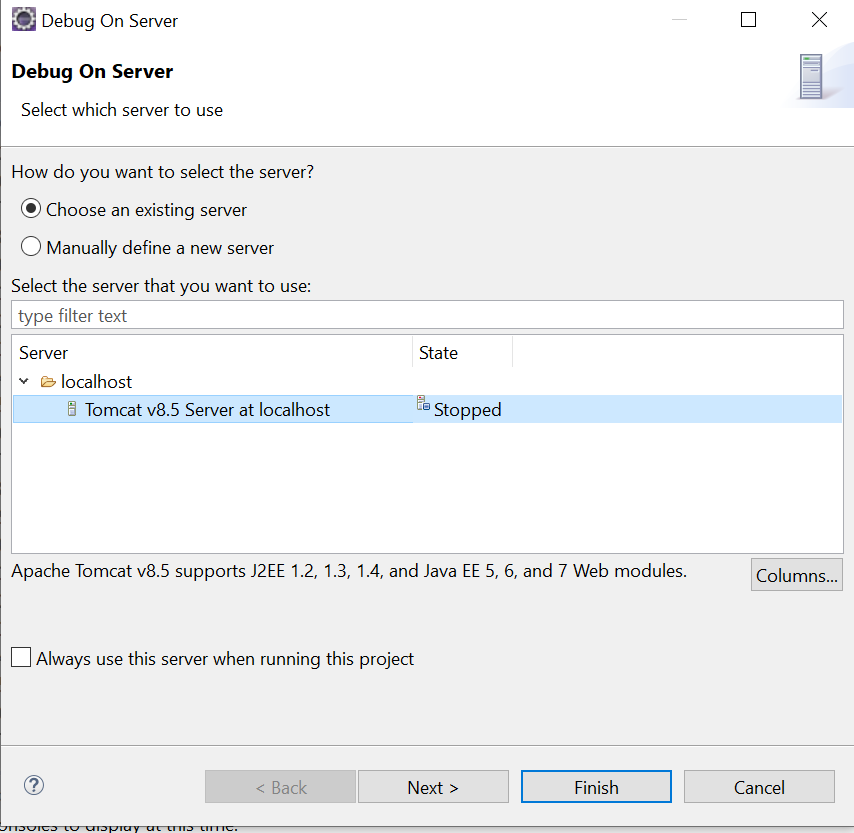 Debug On Server
Debug On Server
Select which server to use
How do you want to select the server?
Choose an existing server
Manually define a new server
Select the server that you want to use:
type filter text
Server State
localhost
Tomcat v8.5 Server at localhost Stopped
Apache Tomcat v8.5 supports J2EE 1.2, 1.3, 1.4, and Java EE 5, 6, and 7 Web modules.
Columns...
Always use this server when running this project
? < Back Next > Finish Cancel
onsoles to display at this time.